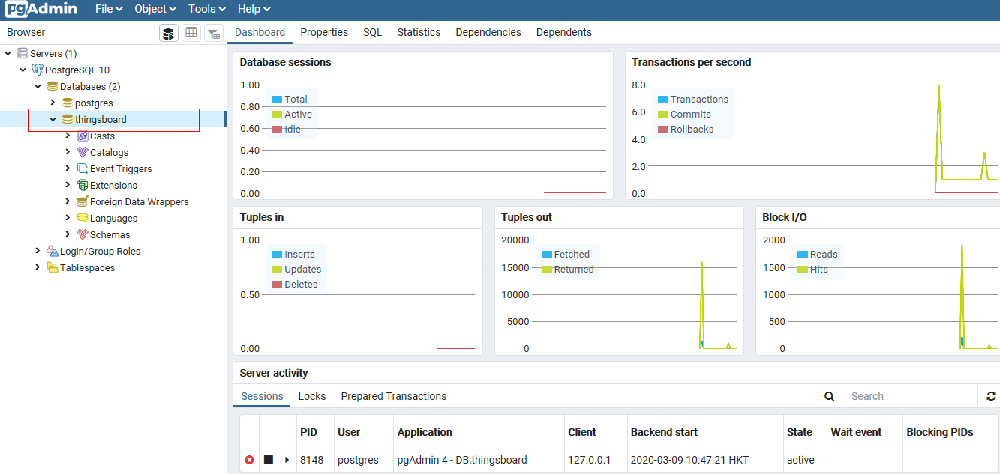 pgAdmin File Object Tools Help
Browser
Dashboard Properties SQL Statistics Dependencies Dependents
Servers (1)
PostgreSQL 10
Databases (2)
postgres
thingsboard
Casts
Catalogs
Event Triggers
Extensions
Foreign Data Wrappers
Languages
Schemas
Login/Group Roles
Tablespaces
Database sessions
1.00
0.80
0.60
0.40
0.20
0.00
Total
Active
Idle
Transactions per second
8.0
6.0
4.0
2.0
0.0
Transactions
Commits
Rollbacks
Tuples in
1.00
0.50
0.00
Inserts
Updates
Deletes
Tuples out
20000
15000
10000
5000
0
Fetched
Returned
Block I/O
2000
1500
1000
500
0
Reads
Hits
Server activity
Sessions Locks Prepared Transactions Search
PID User Application Client Backend start State Wait event Blocking PIDs
8148 postgres pgAdmin 4 - DB:thingsboard 127.0.0.1 2020-03-09 10:47:21 HKT active